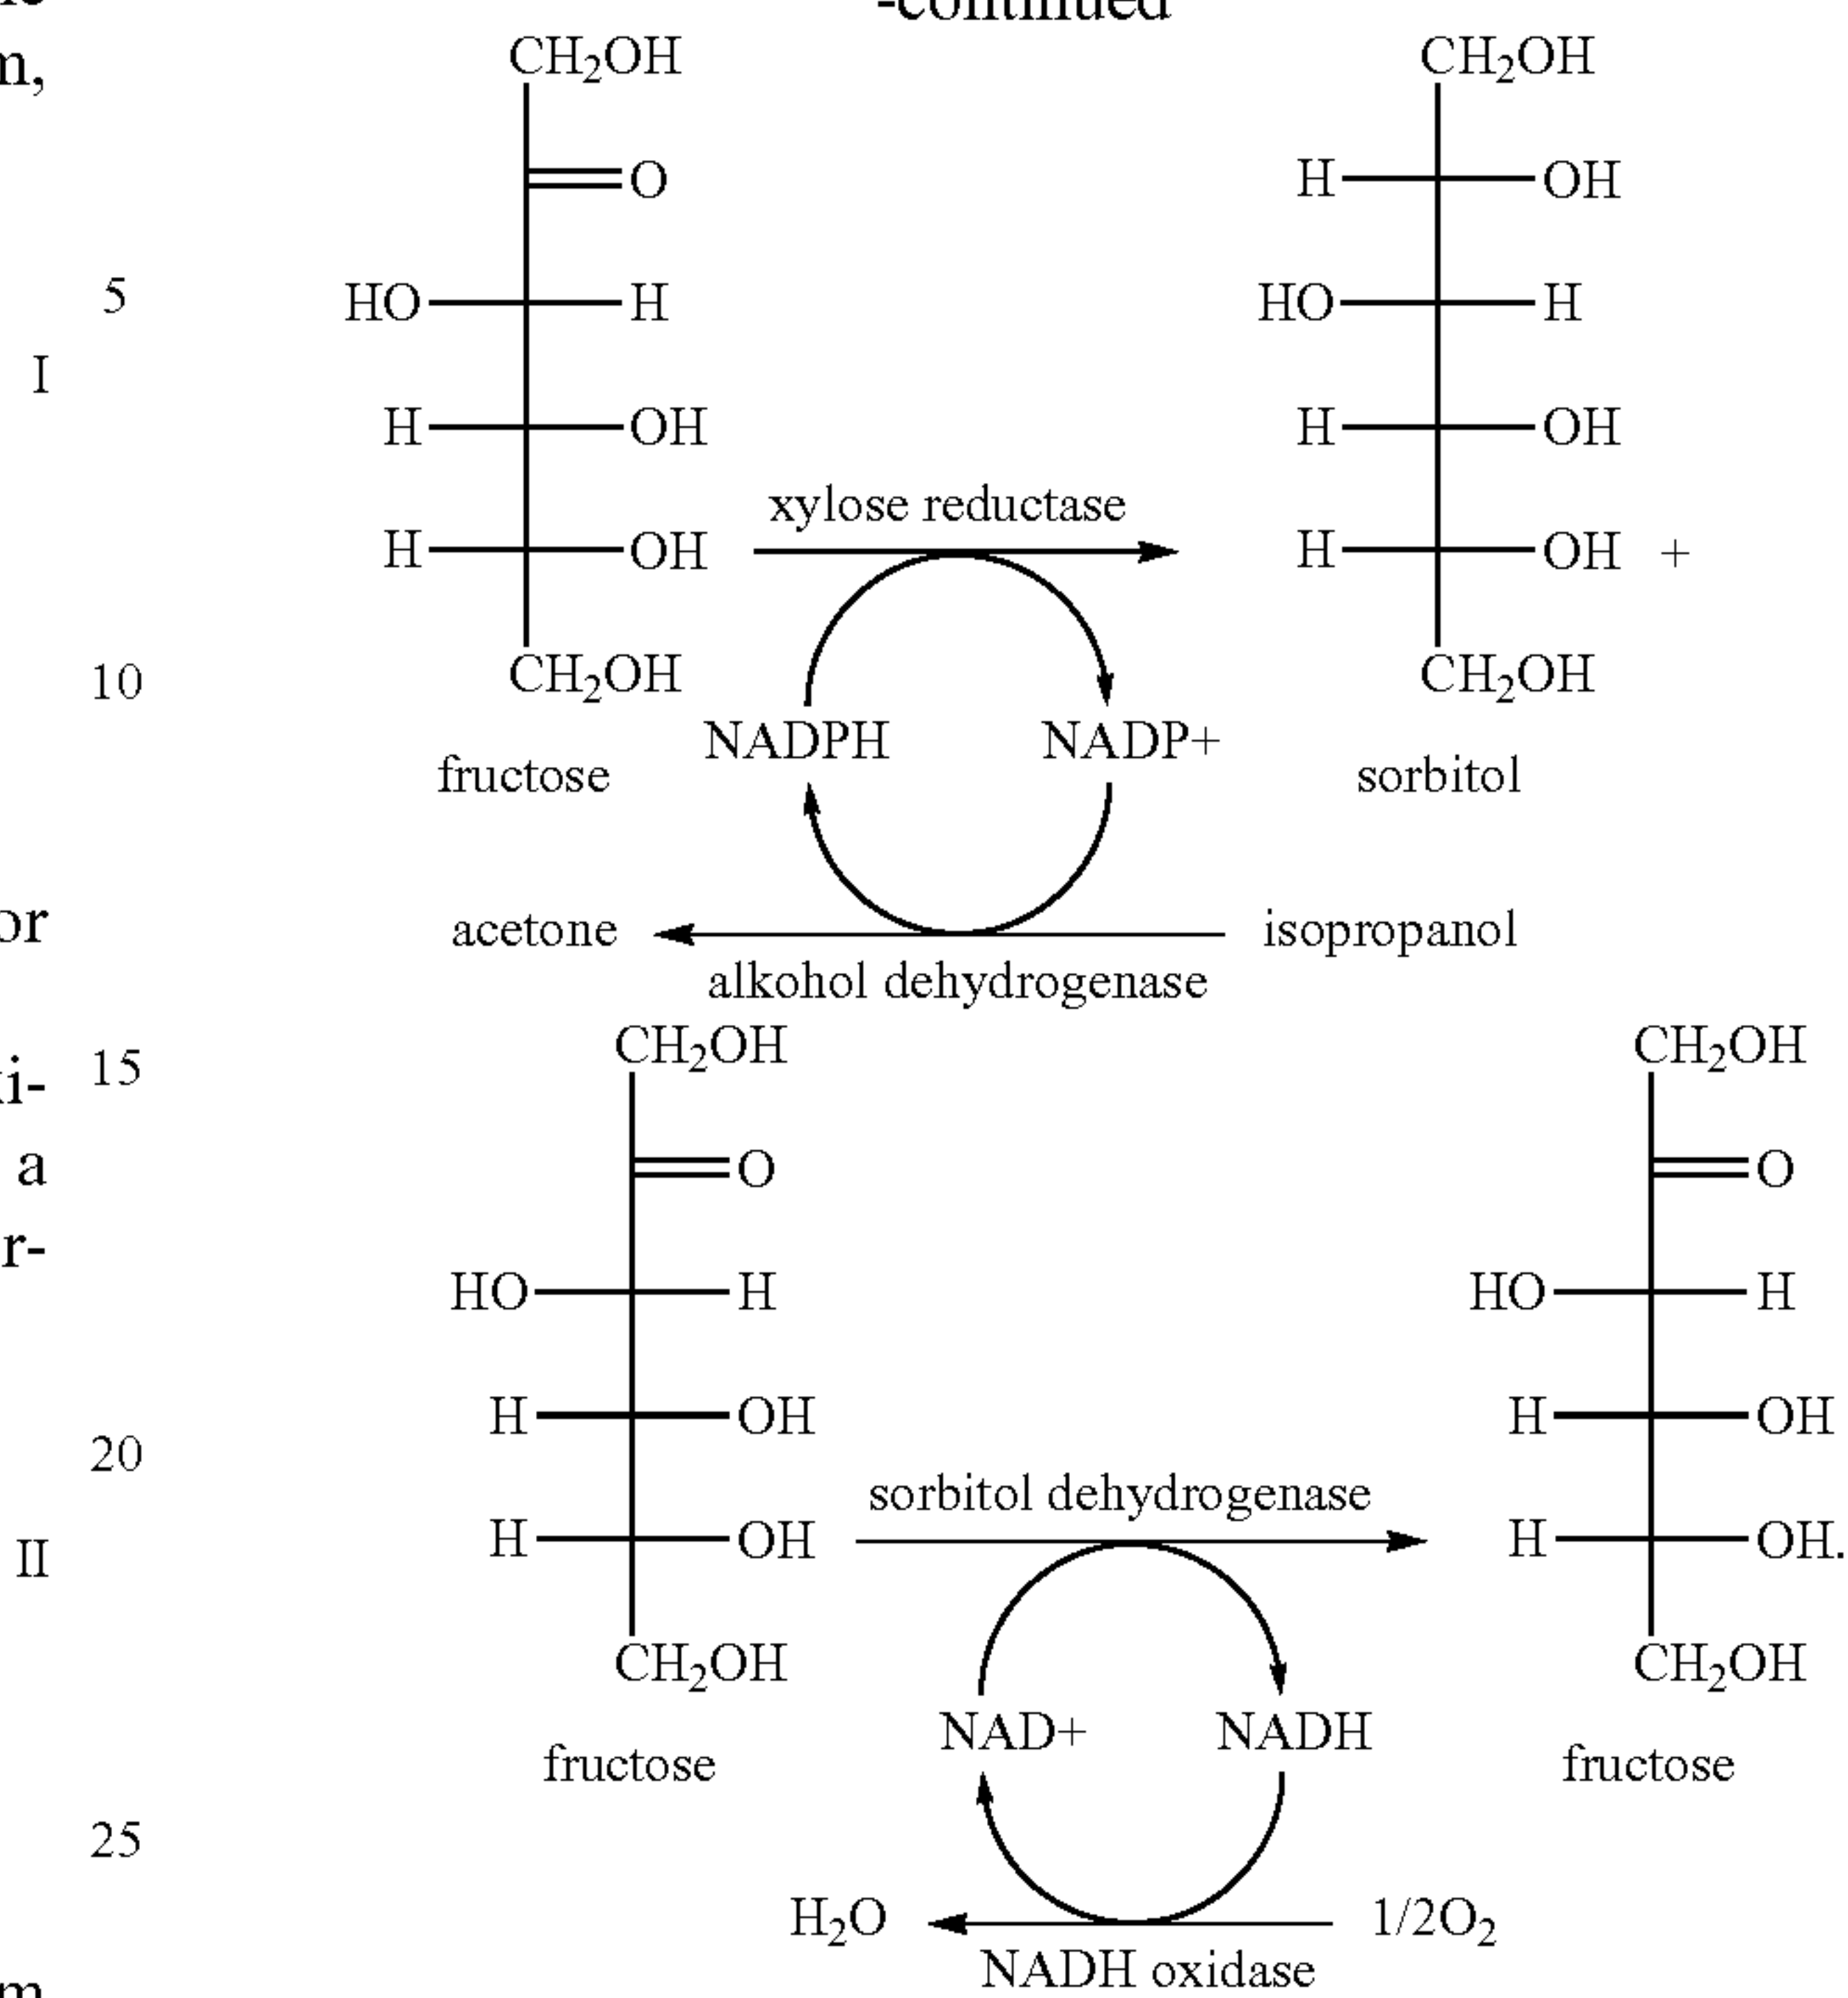 -continued
CH2OH CH2OH
m,
O H OH
5 HO H HO H
I
H OH H OH
xylose reductase
H OH H OH +
10 CH2OH CH2OH
NADPH NADP+
fructose sorbitol
or acetone isopropanol
alkohol dehydrogenase
15 CH2OH CH2OH
ki-
a O O
r-
HO H HO H
20 H OH H OH
sorbitol dehydrogenase
II H OH H OH.
CH2OH CH2OH
NAD+ NADH
fructose fructose
25
H2O 1/2O2
NADH oxidase
m